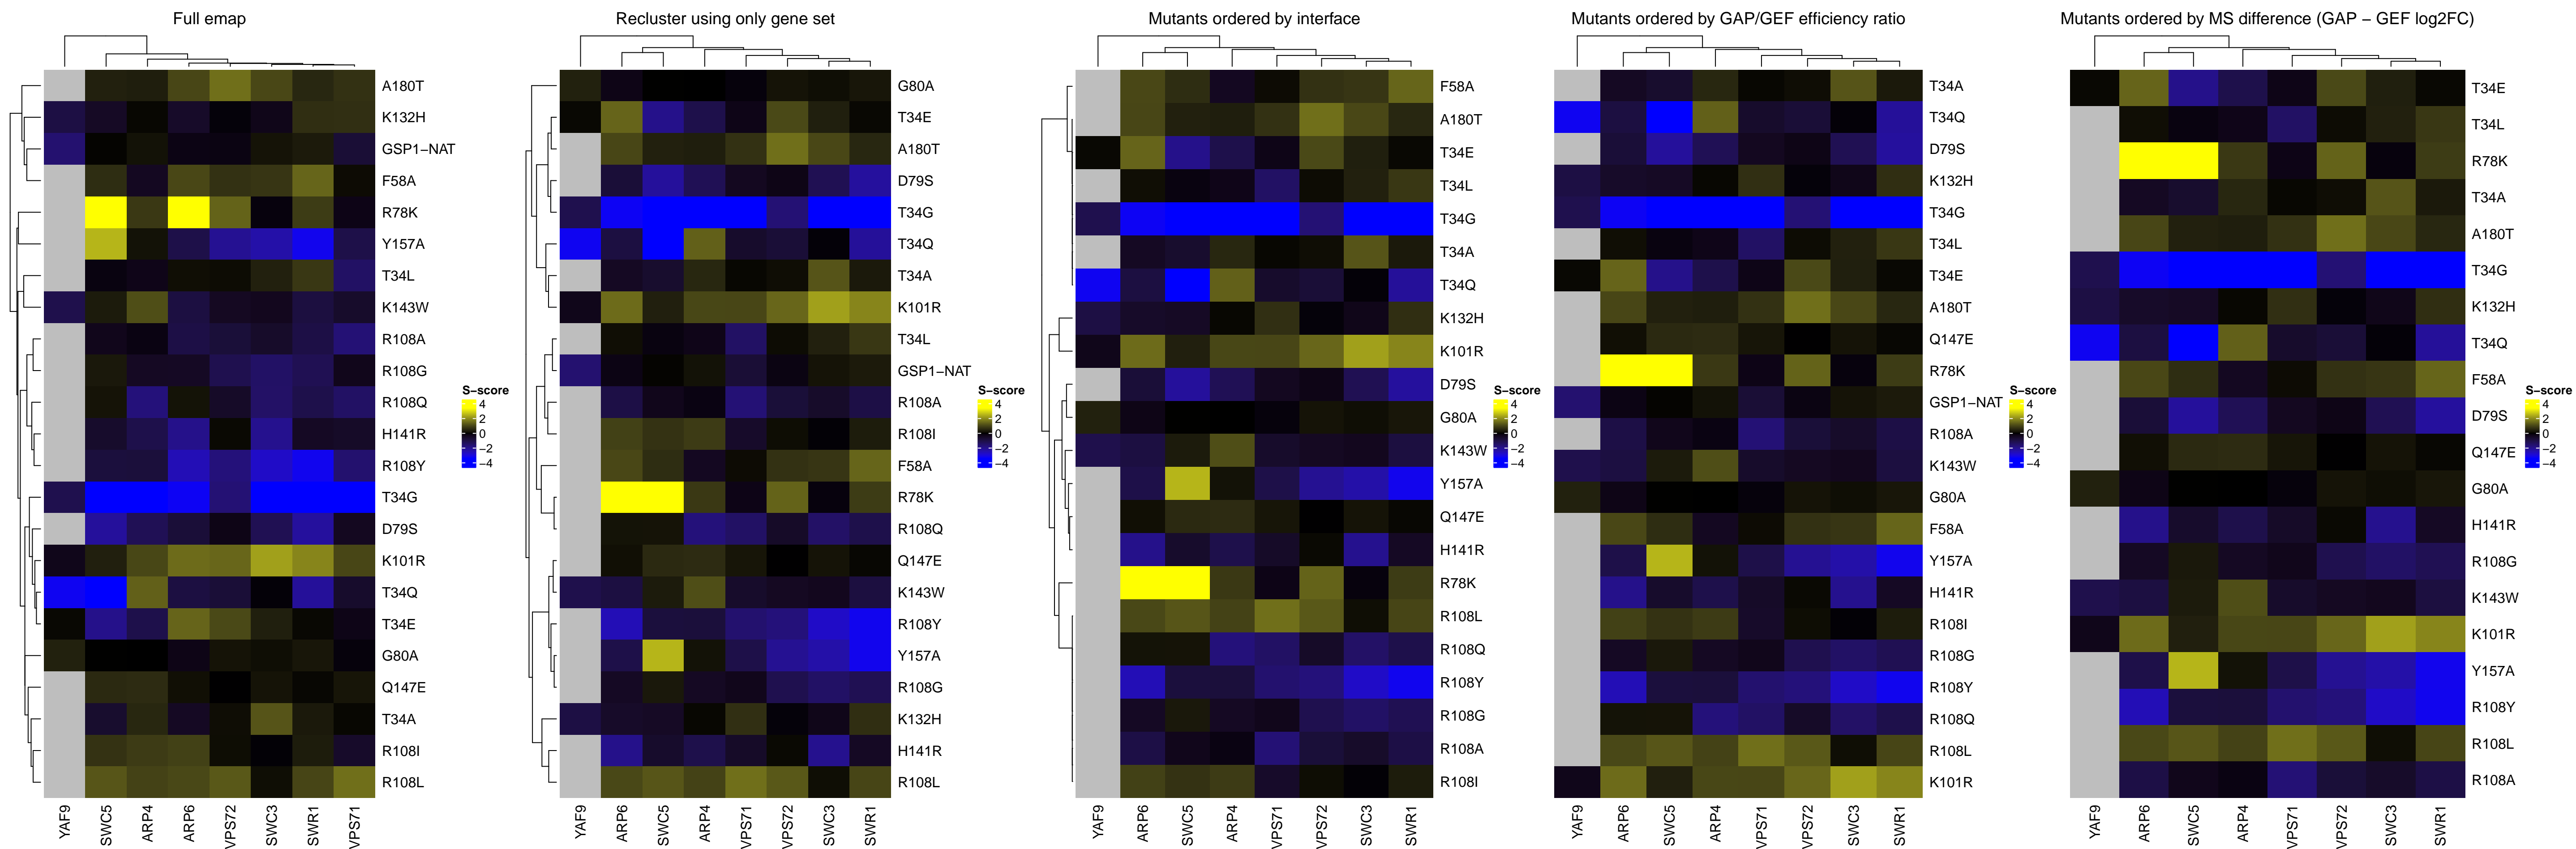 Full emap
A180T
K132H
GSP1−NAT
F58A
R78K
Y157A
T34L
K143W
R108A
R108G
R108Q
H141R
R108Y
T34G
D79S
K101R
T34Q
T34E
G80A
Q147E
T34A
R108I
R108L
YAF9
SWC5
ARP4
ARP6
VPS72
SWC3
SWR1
VPS71
S−score
4
2
0
−2
−4
Recluster using only gene set
G80A
T34E
A180T
D79S
T34G
T34Q
T34A
K101R
T34L
GSP1−NAT
R108A
R108I
F58A
R78K
R108Q
Q147E
K143W
R108Y
Y157A
R108G
K132H
H141R
R108L
YAF9
ARP6
SWC5
ARP4
VPS71
VPS72
SWC3
SWR1
S−score
4
2
0
−2
−4
Mutants ordered by interface
F58A
A180T
T34E
T34L
T34G
T34A
T34Q
K132H
K101R
D79S
G80A
K143W
Y157A
Q147E
H141R
R78K
R108L
R108Q
R108Y
R108G
R108A
R108I
YAF9
ARP6
SWC5
ARP4
VPS71
VPS72
SWC3
SWR1
S−score
4
2
0
−2
−4
Mutants ordered by GAP/GEF efficiency ratio
T34A
T34Q
D79S
K132H
T34G
T34L
T34E
A180T
Q147E
R78K
GSP1−NAT
R108A
K143W
G80A
F58A
Y157A
H141R
R108I
R108G
R108Y
R108Q
R108L
K101R
YAF9
ARP6
SWC5
ARP4
VPS71
VPS72
SWC3
SWR1
S−score
4
2
0
−2
−4
Mutants ordered by MS difference (GAP − GEF log2FC)
T34E
T34L
R78K
T34A
A180T
T34G
K132H
T34Q
F58A
D79S
Q147E
G80A
H141R
R108G
K143W
K101R
Y157A
R108Y
R108L
R108A
YAF9
ARP6
SWC5
ARP4
VPS71
VPS72
SWC3
SWR1
S−score
4
2
0
−2
−4